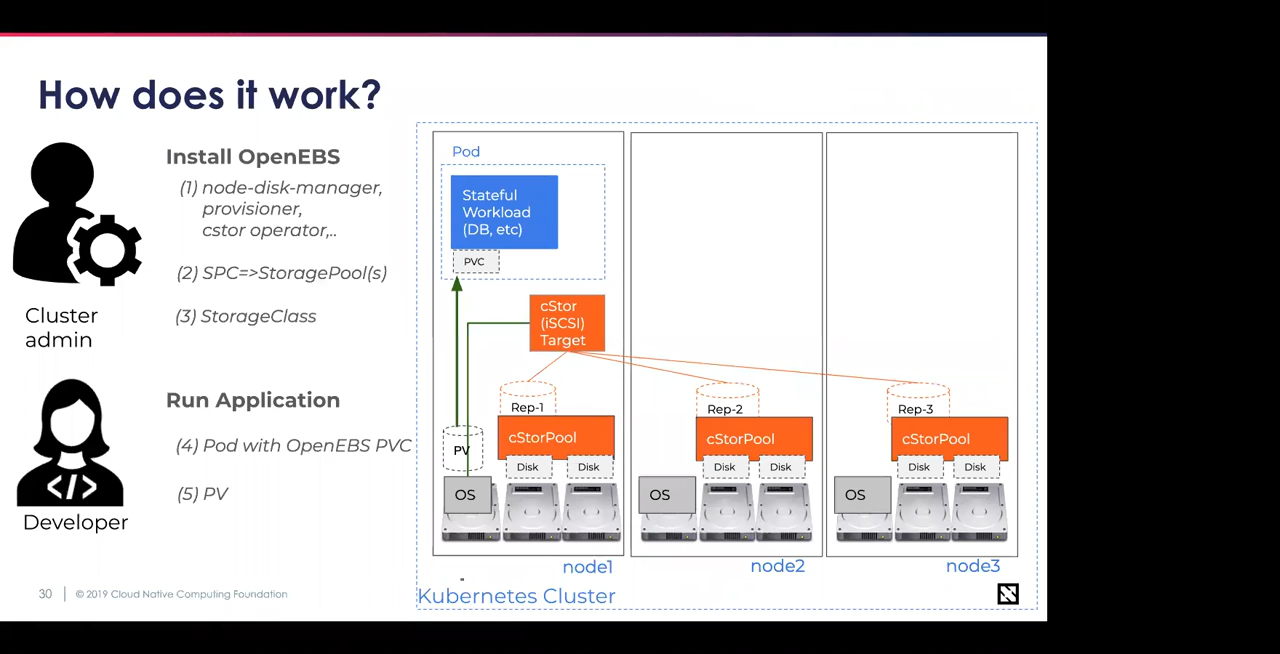 How does it work?
Install OpenEBS
(1) node-disk-manager,
provisioner,
cstor operator,..
(2) SPC=>StoragePool(s)
(3) StorageClass
Cluster
admin
Run Application
(4) Pod with OpenEBS PVC
(5) PV
Developer
Pod
Stateful
Workload
(DB, etc)
PVC
cStor
(iSCSI)
Target
Rep-1
Rep-2
Rep-3
cStorPool
cStorPool
cStorPool
PV
Disk
Disk
Disk
Disk
Disk
Disk
OS
OS
OS
node1
node2
node3
Kubernetes Cluster
30
© 2019 Cloud Native Computing Foundation